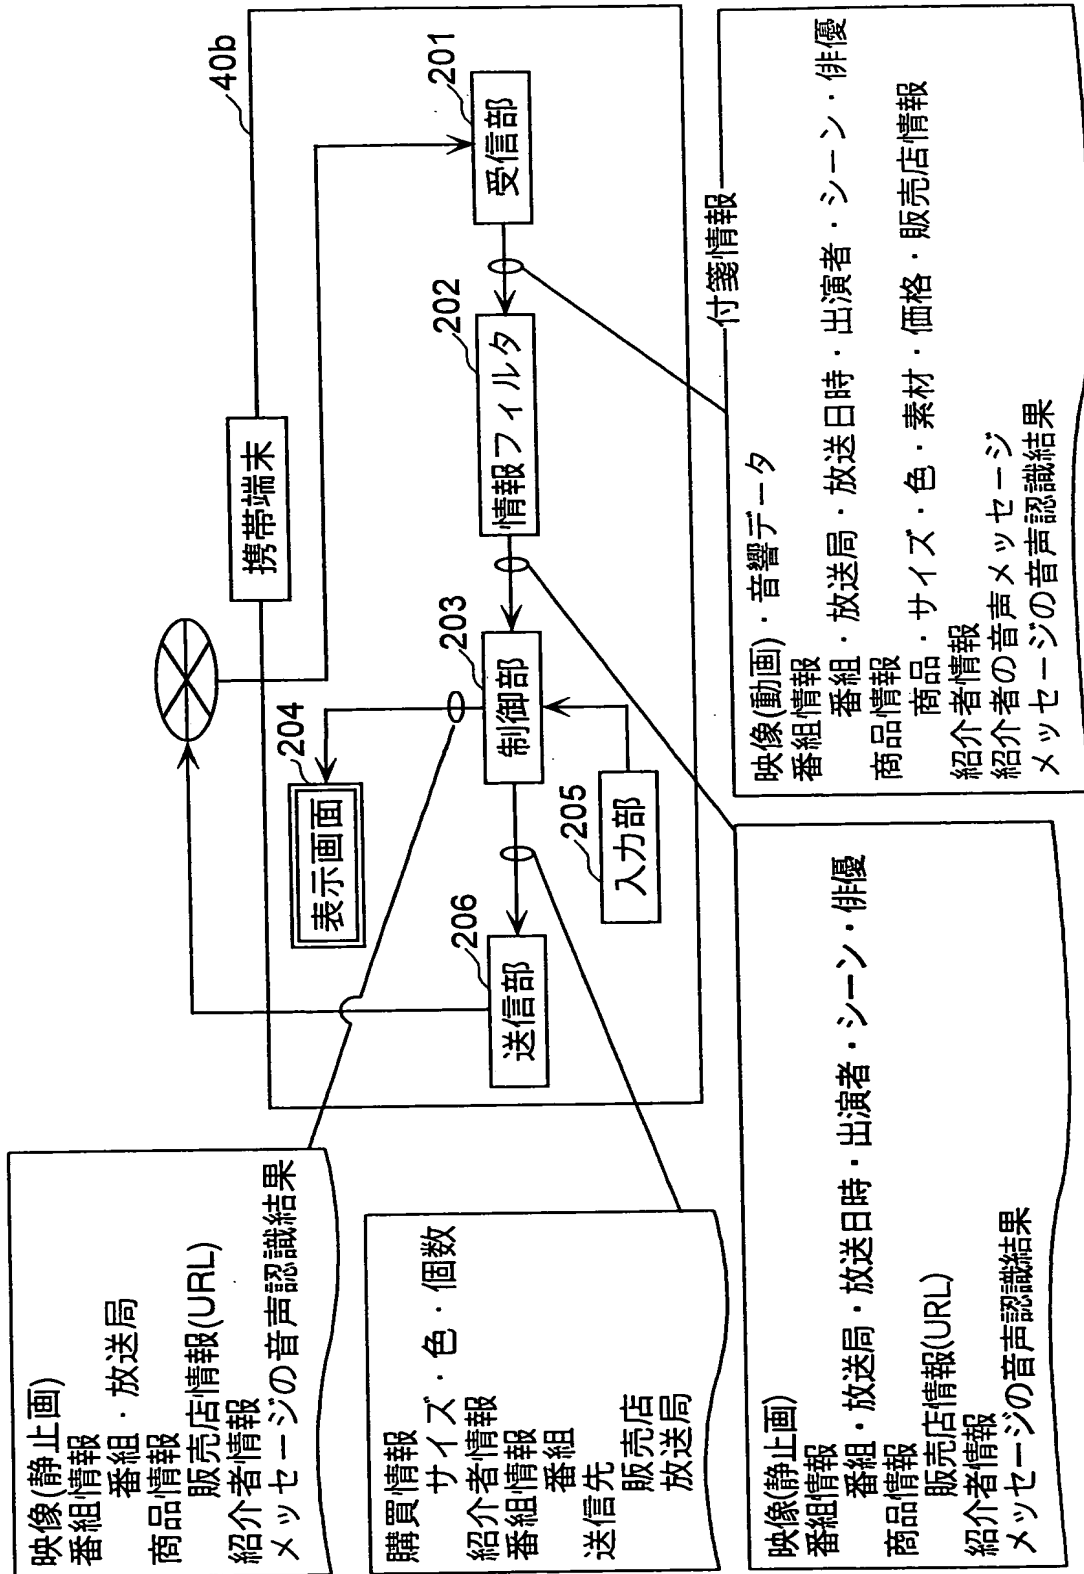 40b
携帯端末
201
受信部
202
情報フィルタ
203
制御部
204
表示画面
205
入力部
206
送信部
映像(静止画)
番組情報
番組・放送局
商品情報
販売店情報(URL)
紹介者情報
メッセージの音声認識結果
購買情報
サイズ・色・個数
紹介者情報
番組情報
番組
送信先
販売店
放送局
映像(静止画)
番組情報
番組・放送局・放送日時・出演者・シーン・俳優
商品情報
販売店情報(URL)
紹介者情報
メッセージの音声認識結果
付箋情報
映像(動画)・音響データ
番組情報
番組・放送局・放送日時・出演者・シーン・俳優
商品情報
商品・サイズ・色・素材・価格・販売店情報
紹介者情報
紹介者の音声メッセージ
メッセージの音声認識結果